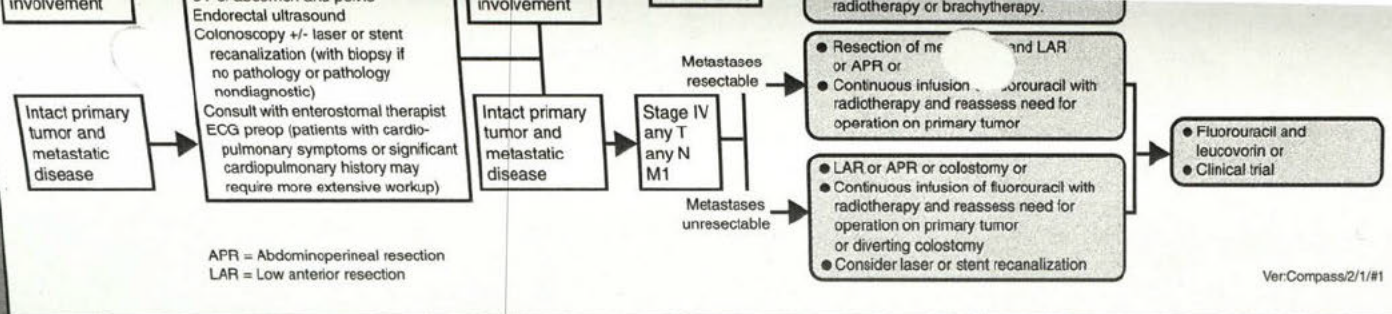 involvement
Endorectal ultrasound
Colonoscopy +/- laser or stent
recanalization (with biopsy if
no pathology or pathology
nondiagnostic)
Consult with enterostomal therapist
ECG preop (patients with cardio-
pulmonary symptoms or significant
cardiopulmonary history may
require more extensive workup)
Intact primary
tumor and
metastatic
disease
involvement
Intact primary
tumor and
metastatic
disease
Stage IV
any T
any N
M1
Metastases
resectable
Metastases
unresectable
radiotherapy or brachytherapy.
● Resection of and LAR
or APR or
● Continuous infusion with
radiotherapy and reassess need for
operation on primary tumor
● LAR or APR or colostomy or
● Continuous infusion of fluorouracil with
radiotherapy and reassess need for
operation on primary tumor
or diverting colostomy
● Consider laser or stent recanalization
● Fluorouracil and
leucovorin or
● Clinical trial
APR = Abdominoperineal resection
LAR = Low anterior resection
Ver:Compass/2/1/#1